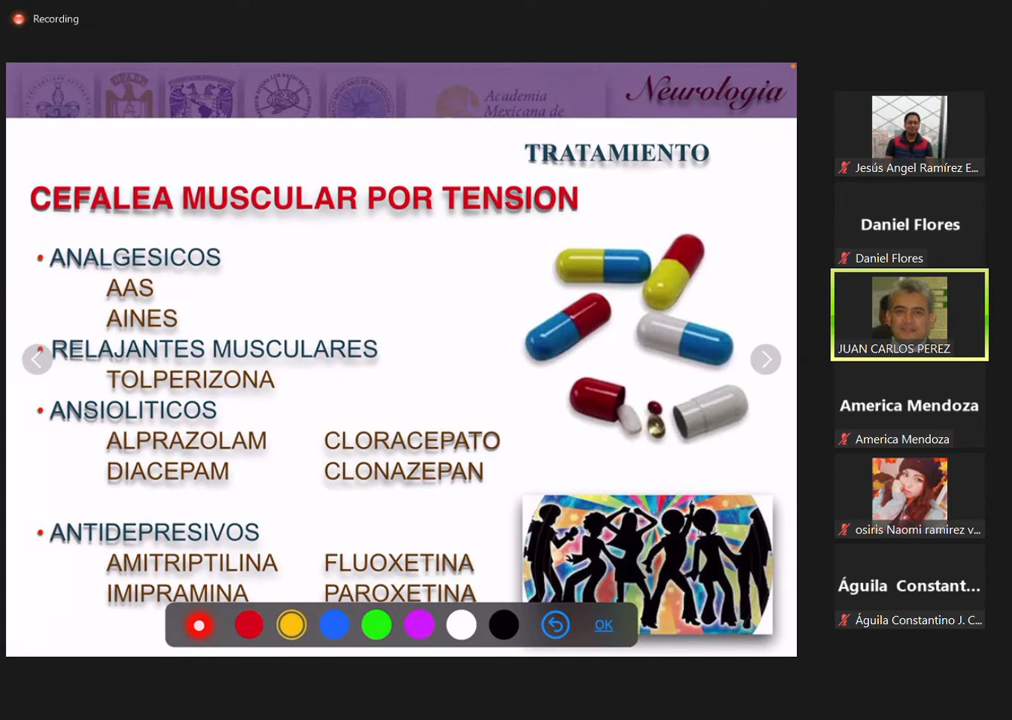 Recording
Academia
Mexicana de
Neurologia
TRATAMIENTO
CEFALEA MUSCULAR POR TENSION
• ANALGESICOS
AAS
AINES
• RELAJANTES MUSCULARES
TOLPERIZONA
• ANSIOLITICOS
ALPRAZOLAM CLORACEPATO
DIACEPAM CLONAZEPAN
• ANTIDEPRESIVOS
AMITRIPTILINA FLUOXETINA
IMIPRAMINA PAROXETINA
OK
Jesús Angel Ramírez E...
Daniel Flores
Daniel Flores
JUAN CARLOS PEREZ
America Mendoza
America Mendoza
osiris Naomi ramirez v...
Águila Constant...
Águila Constantino J. C...